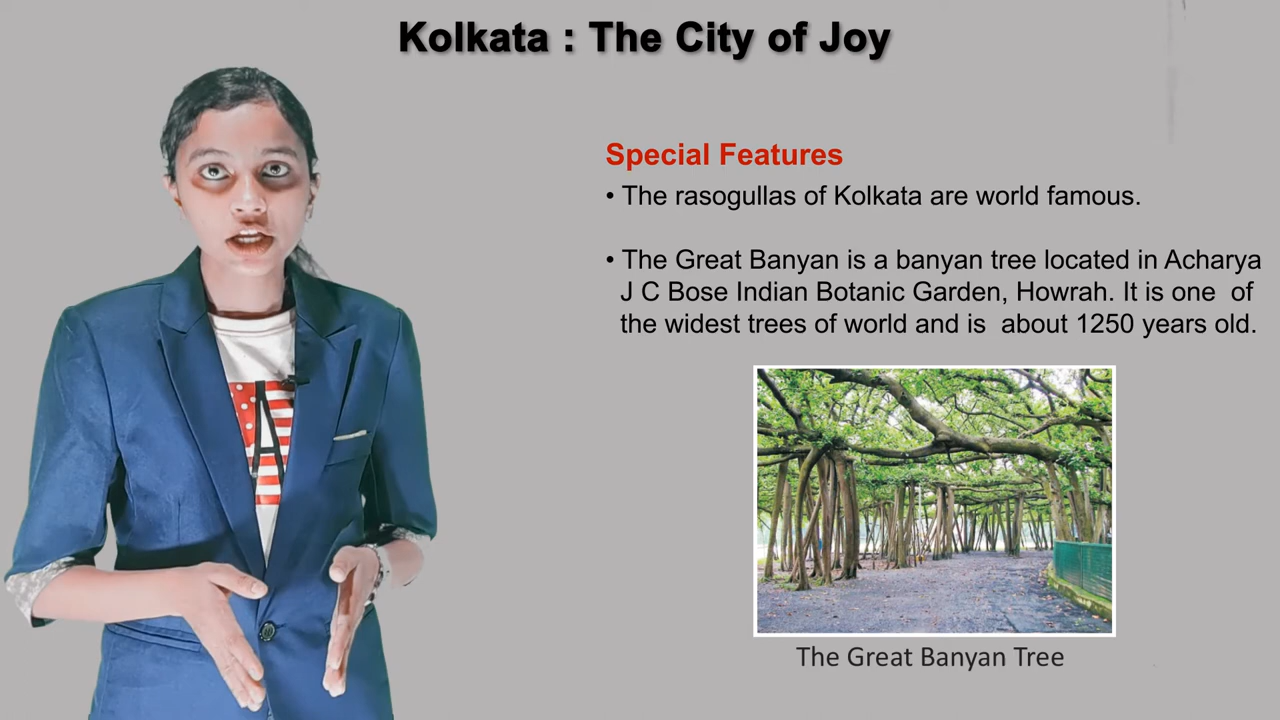 Kolkata : The City of Joy
Special Features
• The rasogullas of Kolkata are world famous.
• The Great Banyan is a banyan tree located in Acharya
J C Bose Indian Botanic Garden, Howrah. It is one of
the widest trees of world and is about 1250 years old.
A
The Great Banyan Tree